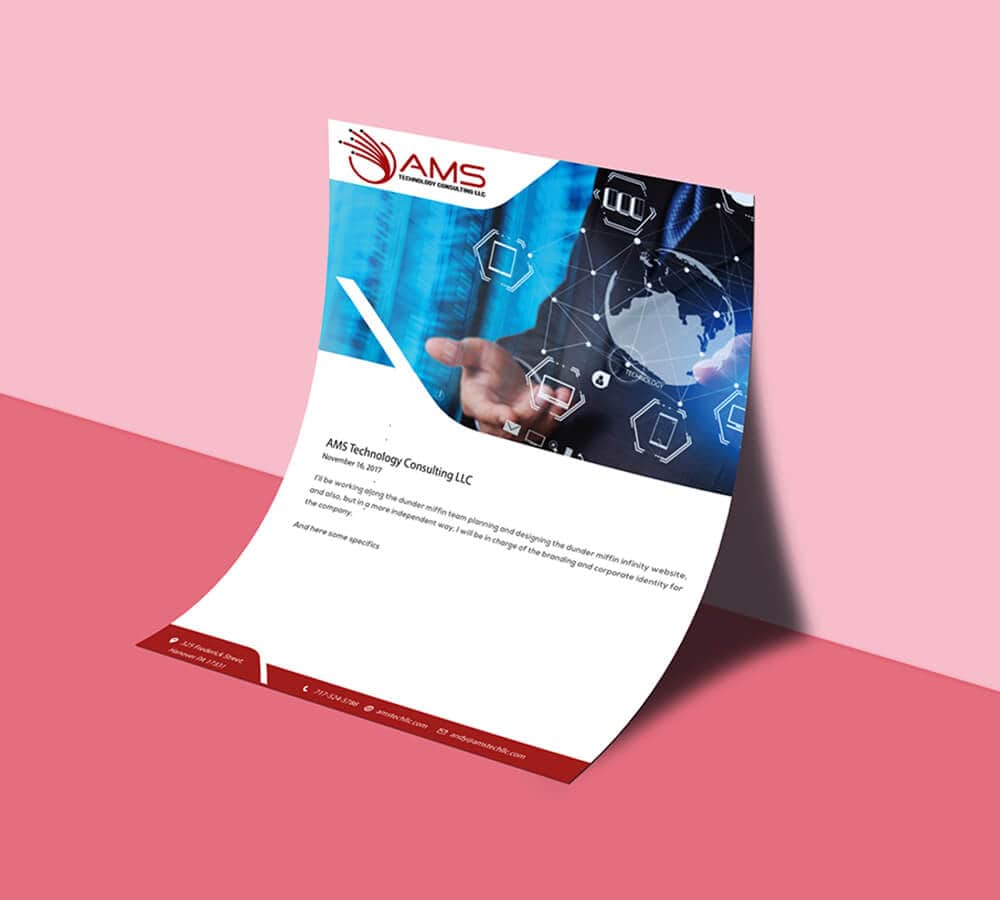 AMS
TECHNOLOGY CONSULTING LLC
TECHNOLOGY
AMS Technology Consulting LLC
November 16, 2017
I'll be working along the dunder miffin team planning and designing the dunder miffin infinity website,
and also, but in a more independent way, I will be in charge of the branding and corporate identity for
the company.
And here some specifics
325 Frederick Street,
Hanover PA 17331
717-524-5788
amstechllc.com
andy@amstechllc.com